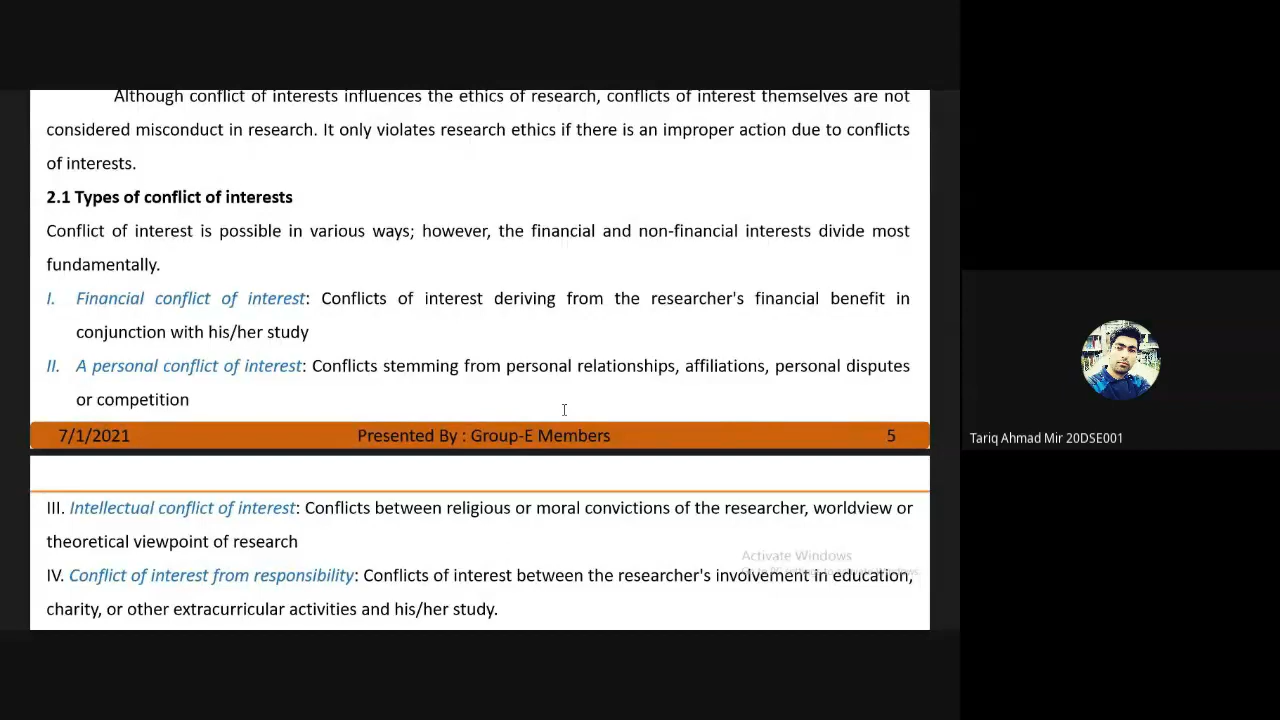 Although conflict of interests influences the ethics of research, conflicts of interest themselves are not
considered misconduct in research. It only violates research ethics if there is an improper action due to conflicts
of interests.
2.1 Types of conflict of interests
Conflict of interest is possible in various ways; however, the financial and non-financial interests divide most
fundamentally.
I. Financial conflict of interest: Conflicts of interest deriving from the researcher's financial benefit in
conjunction with his/her study
II. A personal conflict of interest: Conflicts stemming from personal relationships, affiliations, personal disputes
or competition
7/1/2021 Presented By : Group-E Members 5
Tariq Ahmad Mir 20DSE001
III. Intellectual conflict of interest: Conflicts between religious or moral convictions of the researcher, worldview or
theoretical viewpoint of research
Activate Windows
IV. Conflict of interest from responsibility: Conflicts of interest between the researcher's involvement in education,
charity, or other extracurricular activities and his/her study.